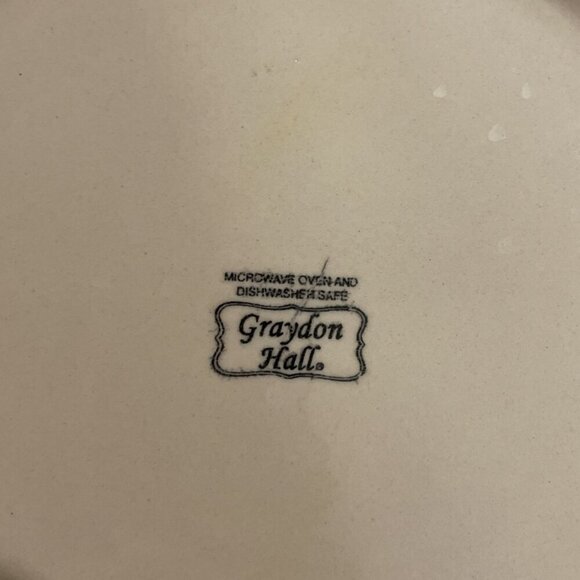 MICROWAVE OVEN AND
DISHWASHER SAFE
Graydon
Hall®